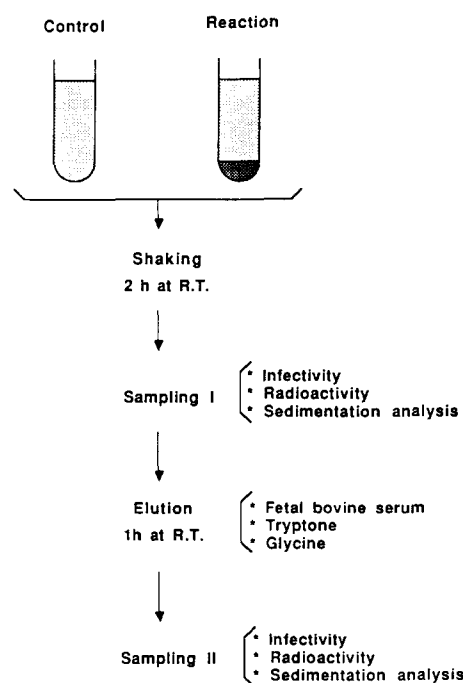 Control Reaction
Shaking
2 h at R.T.
Sampling I
* Infectivity
* Radioactivity
* Sedimentation analysis
Elution
1h at R.T.
* Fetal bovine serum
* Tryptone
* Glycine
Sampling II
* Infectivity
* Radioactivity
* Sedimentation analysis